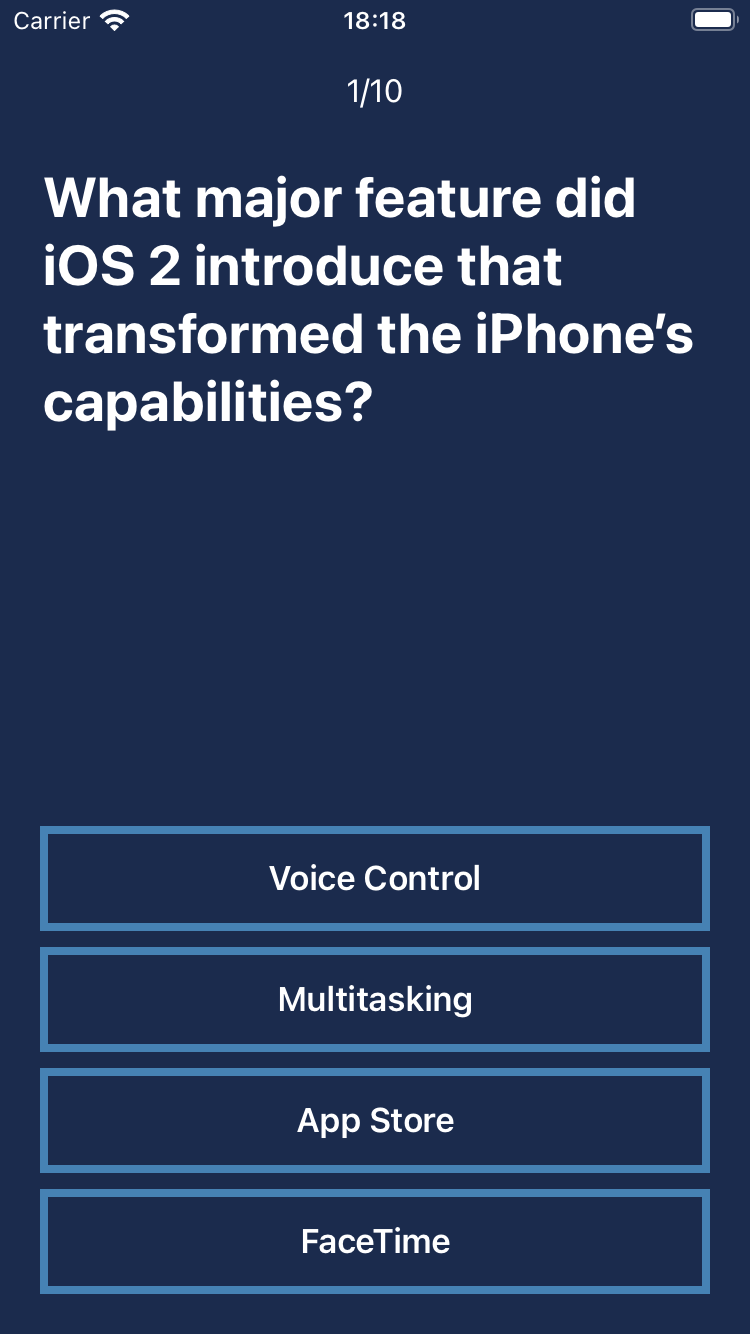 Carrier
18:18
1/10
What major feature did
iOS 2 introduce that
transformed the iPhone’s
capabilities?
Voice Control
Multitasking
App Store
FaceTime